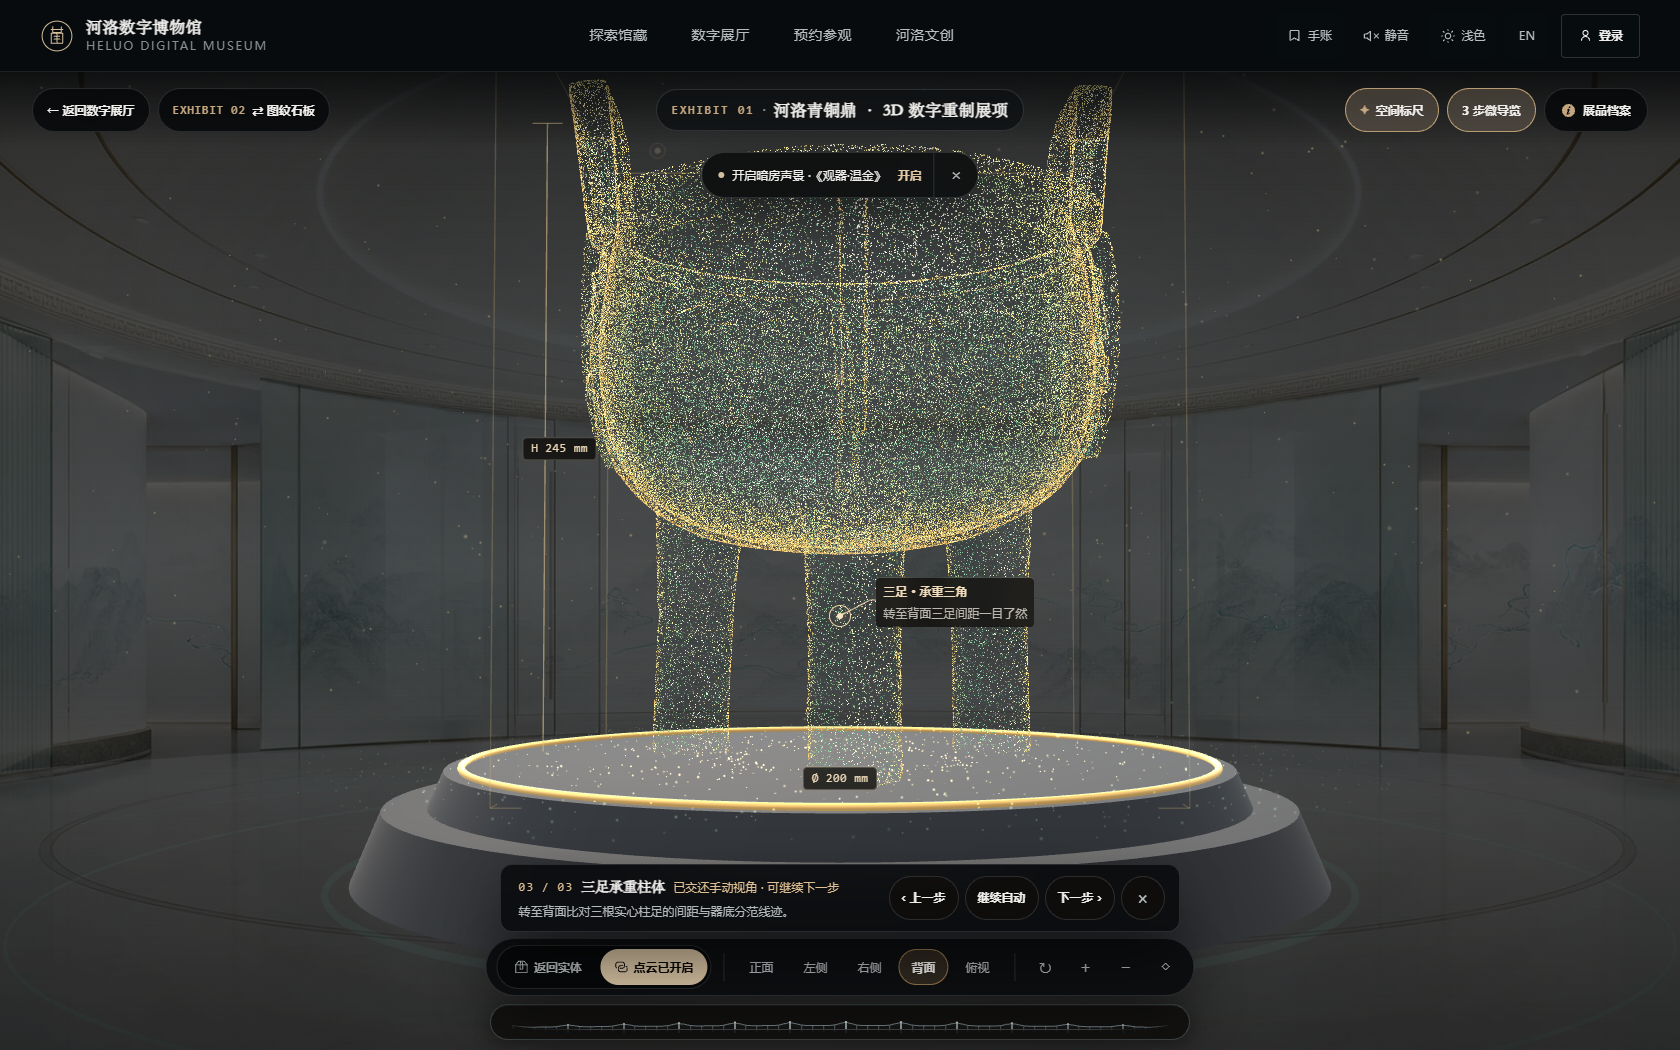 河洛数字博物馆
HELUO DIGITAL MUSEUM
探索馆藏
数字展厅
预约参观
河洛文创
手账
静音
浅色
EN
登录
← 返回数字展厅
EXHIBIT 02 ⇄ 图纹石板
EXHIBIT 01 · 河洛青铜鼎 · 3D 数字重制展项
空间标尺
3 步微导览
展品档案
开启暗房声景 · 《观器·温金》 开启 ×
H 245 mm
三足 · 承重三角
转至背面三足间距一目了然
Ø 200 mm
03 / 03 三足承重柱体 已交还手动视角 · 可继续下一步
转至背面比对三根实心柱足的间距与器底分范线迹。
‹ 上一步
继续自动
下一步 ›
×
返回实体
点云已开启
正面
左侧
右侧
背面
俯视